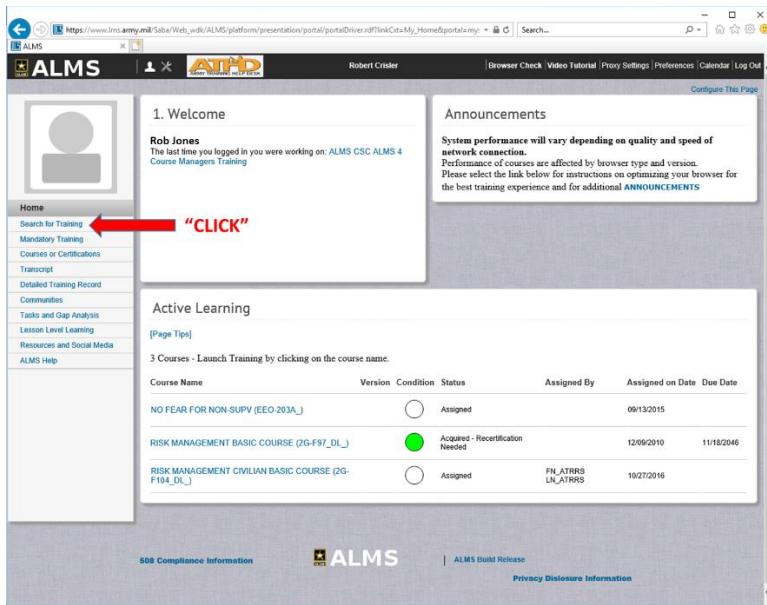 https://www.lms.army.mil/Saba/Web_wdk/ALMS/platform/presentation/portal/portalDriver.rdf?linkCxt=My_Home&portal=my:
Search...
ALMS
ALMS
ATHD
ARMY TRAINING HELP DESK
Robert Crisler
Browser Check | Video Tutorial | Proxy Settings | Preferences | Calendar | Log Out
Configure This Page
Home
Search for Training
Mandatory Training
Courses or Certifications
Transcript
Detailed Training Record
Communities
Tasks and Gap Analysis
Lesson Level Learning
Resources and Social Media
ALMS Help
"CLICK"
1. Welcome
Rob Jones
The last time you logged in you were working on: ALMS CSC ALMS 4
Course Managers Training
Announcements
System performance will vary depending on quality and speed of
network connection.
Performance of courses are affected by browser type and version.
Please select the link below for instructions on optimizing your browser for
the best training experience and for additional ANNOUNCEMENTS
Active Learning
[Page Tips]
3 Courses - Launch Training by clicking on the course name.
Course Name Version Condition Status Assigned By Assigned on Date Due Date
NO FEAR FOR NON-SUPV (EEO-203A_) Assigned 09/13/2015
RISK MANAGEMENT BASIC COURSE (2G-F97_DL_) Acquired - Recertification 12/09/2010 11/18/2046
Needed
RISK MANAGEMENT CIVILIAN BASIC COURSE (2G- Assigned FN_ATRRS 10/27/2016
F104_DL_) LN_ATRRS
508 Compliance Information
ALMS
ALMS Build Release
Privacy Dislosure Information